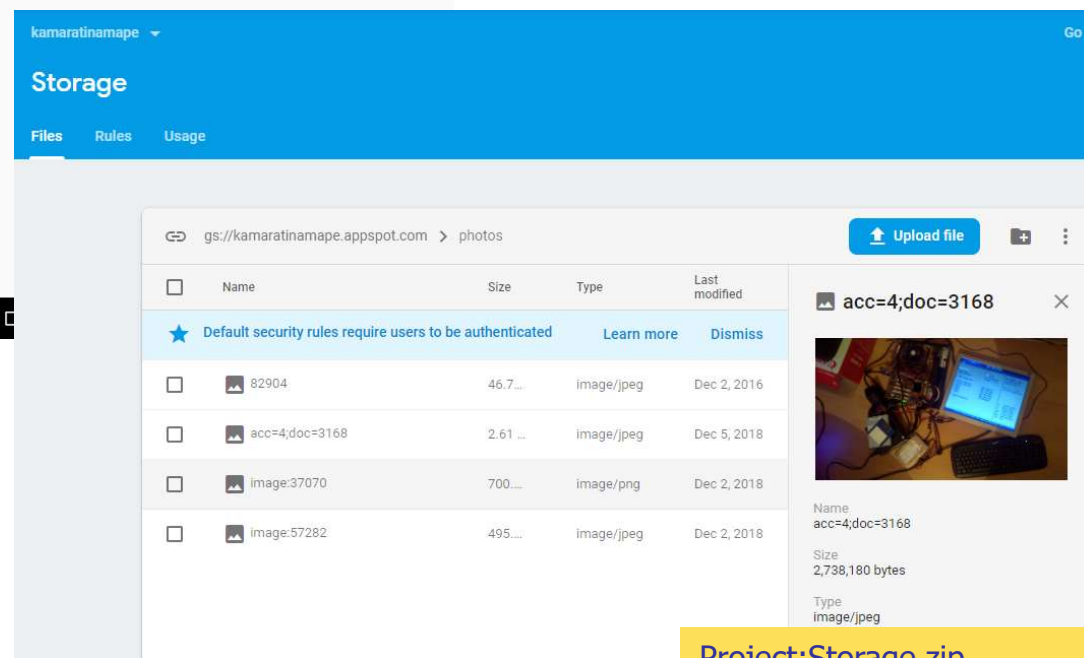 kamaratinamape
Go
Storage
Files Rules Usage
gs://kamaratinamape.appspot.com > photos
Upload file
Name Size Type Last modified
acc=4;doc=3168
Default security rules require users to be authenticated Learn more Dismiss
82904 46.7... image/jpeg Dec 2, 2016
acc=4;doc=3168 2.61 ... image/jpeg Dec 5, 2018
image:37070 700.... image/png Dec 2, 2018
image:57282 495.... image/jpeg Dec 2, 2018
Name
acc=4;doc=3168
Size
2,738,180 bytes
Type
image/jpeg
Project:Storage.zip